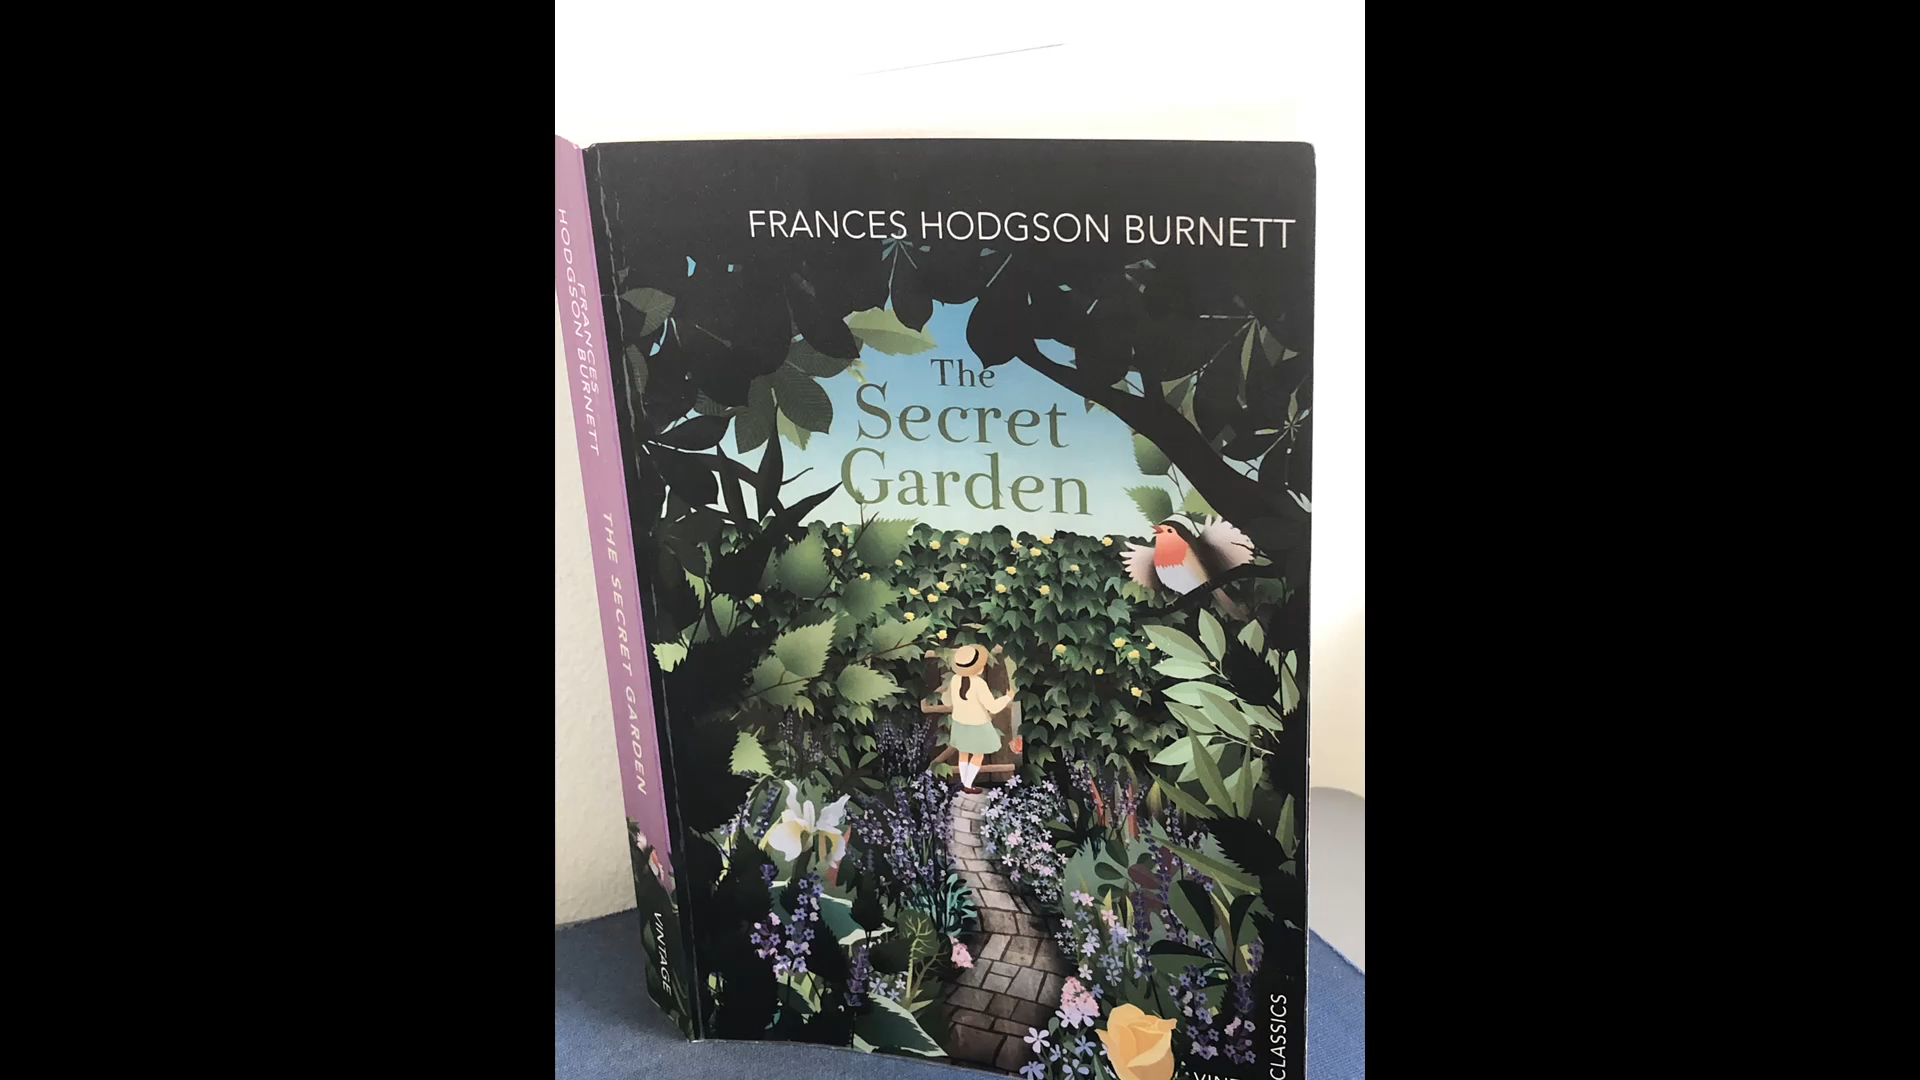 FRANCES HODGSON BURNETT
The
Secret
Garden
FRANCES
HODGSON BURNETT
THE SECRET GARDEN
VINTAGE
CLASSICS